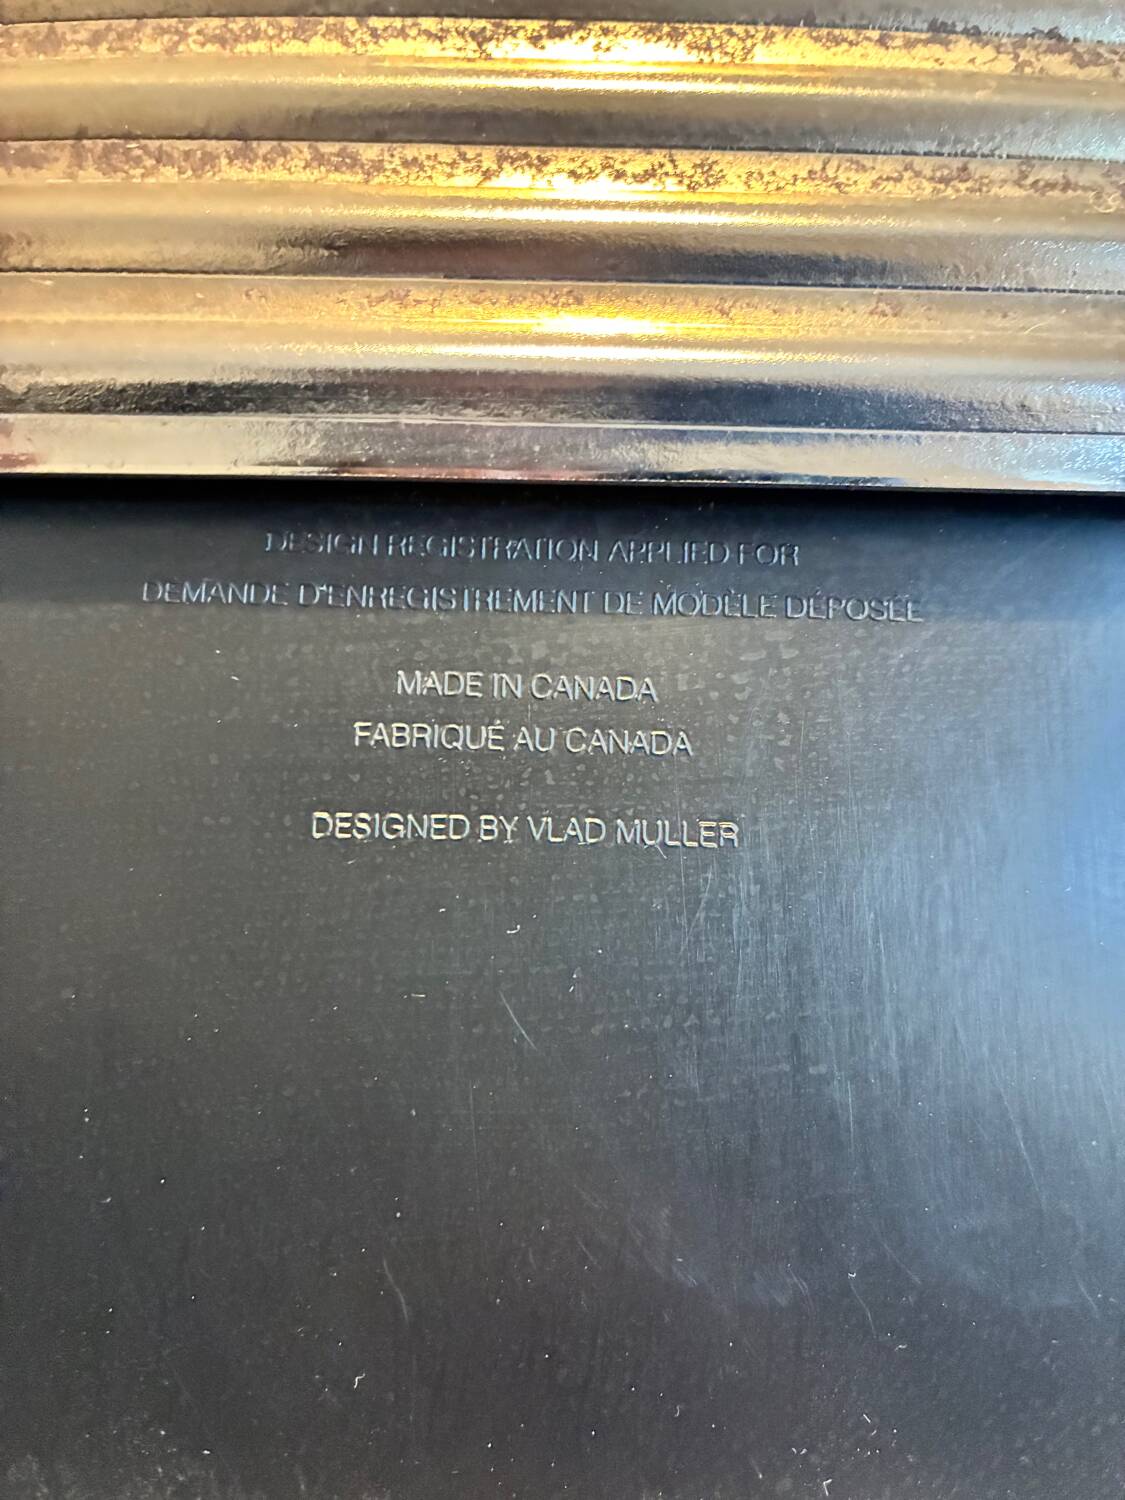 DESIGN REGISTRATION APPLIED FOR
DEMANDE D'ENREGISTREMENT DE MODÈLE DÉPOSÉE
MADE IN CANADA
FABRIQUÉ AU CANADA
DESIGNED BY VLAD MULLER